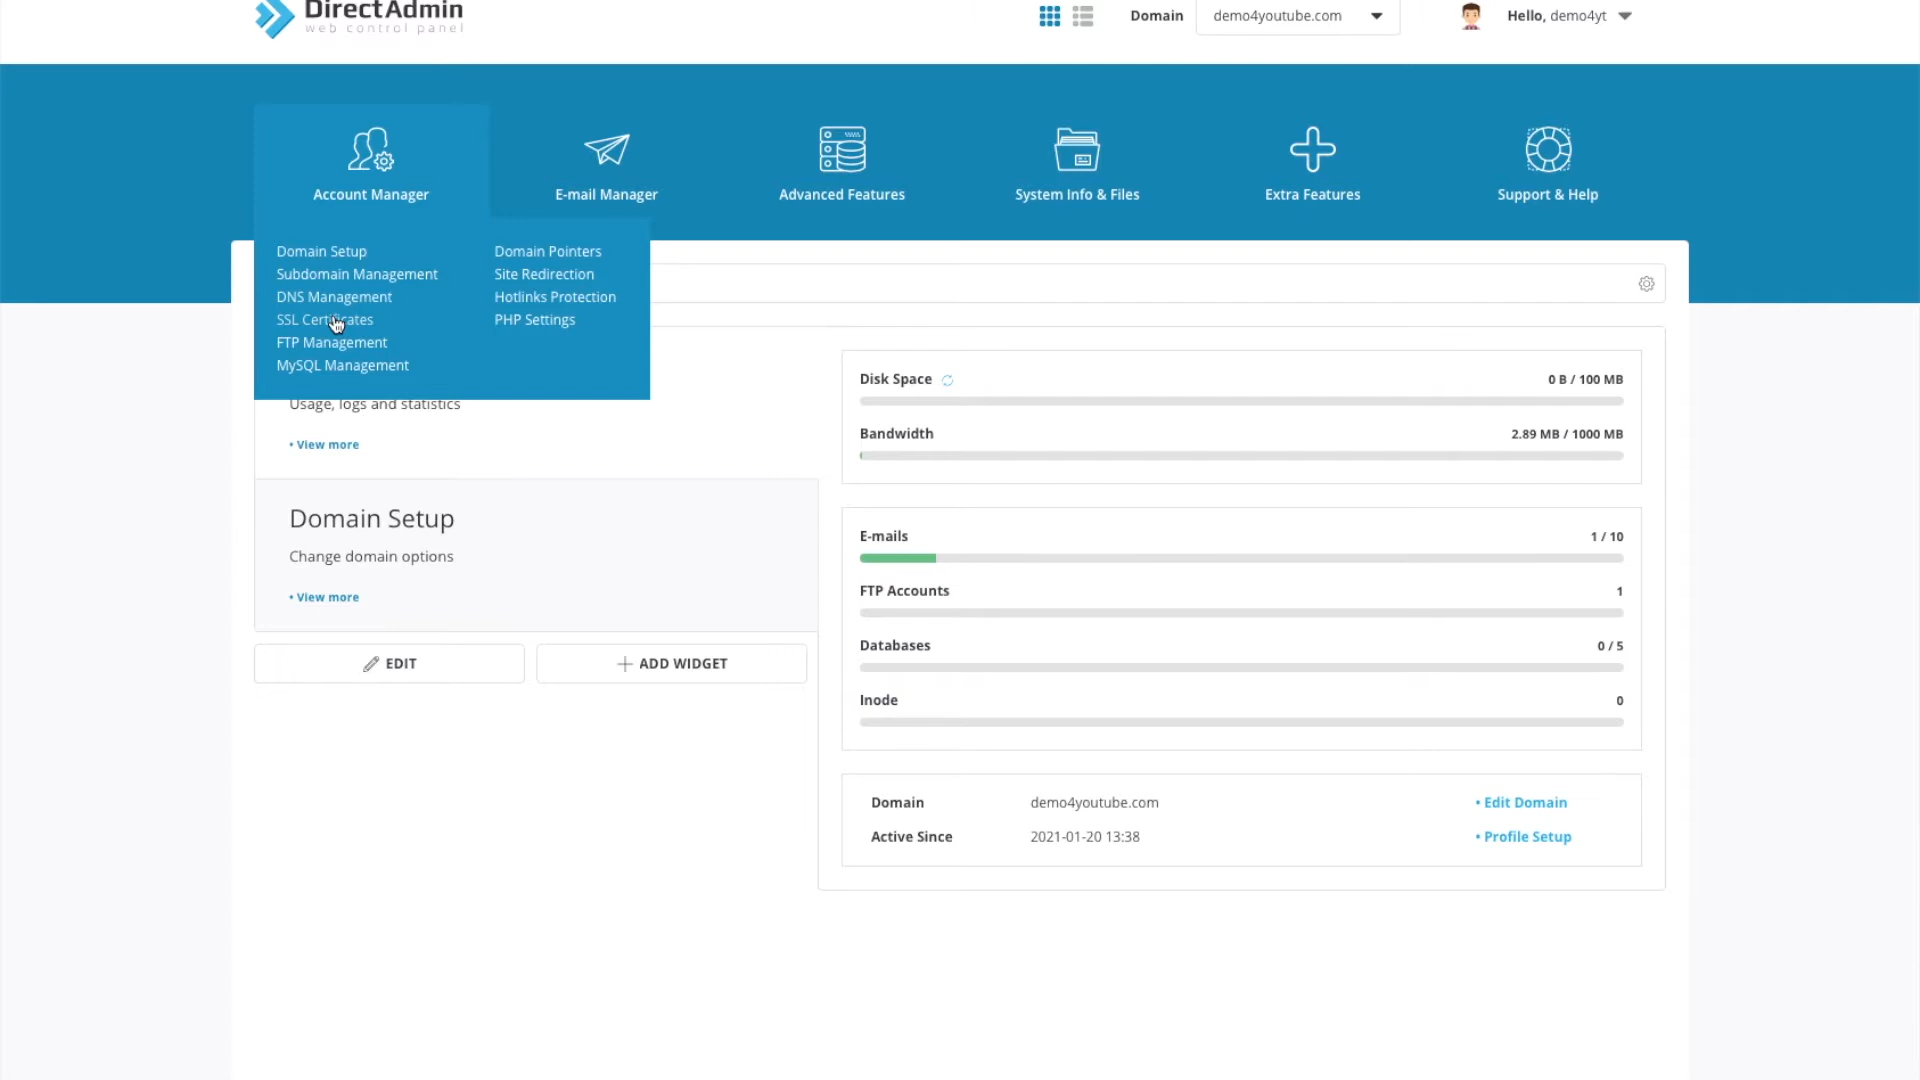 DirectAdmin
web control panel
Domain demo4youtube.com
Hello, demo4yt
Account Manager
E-mail Manager
Advanced Features
System Info & Files
Extra Features
Support & Help
Domain Setup
Subdomain Management
DNS Management
SSL Certificates
FTP Management
MySQL Management
Domain Pointers
Site Redirection
Hotlinks Protection
PHP Settings
Usage, logs and statistics
• View more
Domain Setup
Change domain options
• View more
EDIT
ADD WIDGET
Disk Space 0 B / 100 MB
Bandwidth 2.89 MB / 1000 MB
E-mails 1 / 10
FTP Accounts 1
Databases 0 / 5
Inode 0
Domain demo4youtube.com • Edit Domain
Active Since 2021-01-20 13:38 • Profile Setup